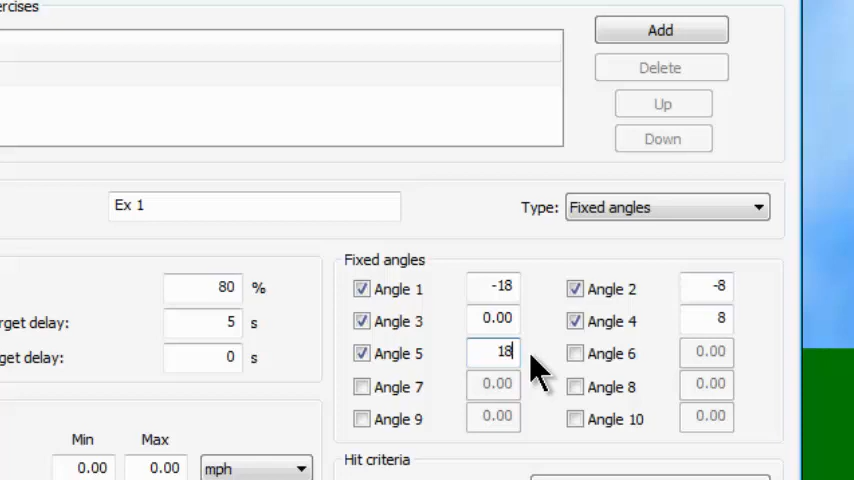 ercises
Add
Delete
Up
Down
Ex 1
Type: Fixed angles
Fixed angles
80 %
Angle 1 -18 Angle 2 -8
rget delay: 5 s
Angle 3 0.00 Angle 4 8
get delay: 0 s
Angle 5 18 Angle 6 0.00
Angle 7 0.00 Angle 8 0.00
Angle 9 0.00 Angle 10 0.00
Min Max
0.00 0.00 mph
Hit criteria